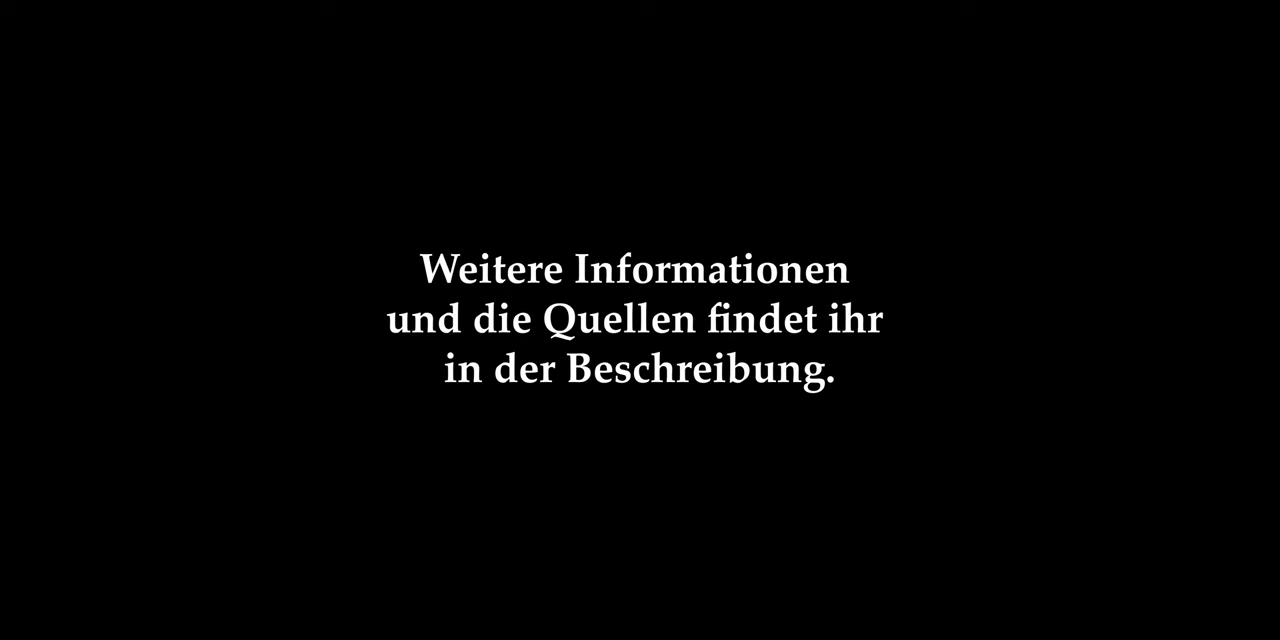 Weitere Informationen
und die Quellen findet ihr
in der Beschreibung.